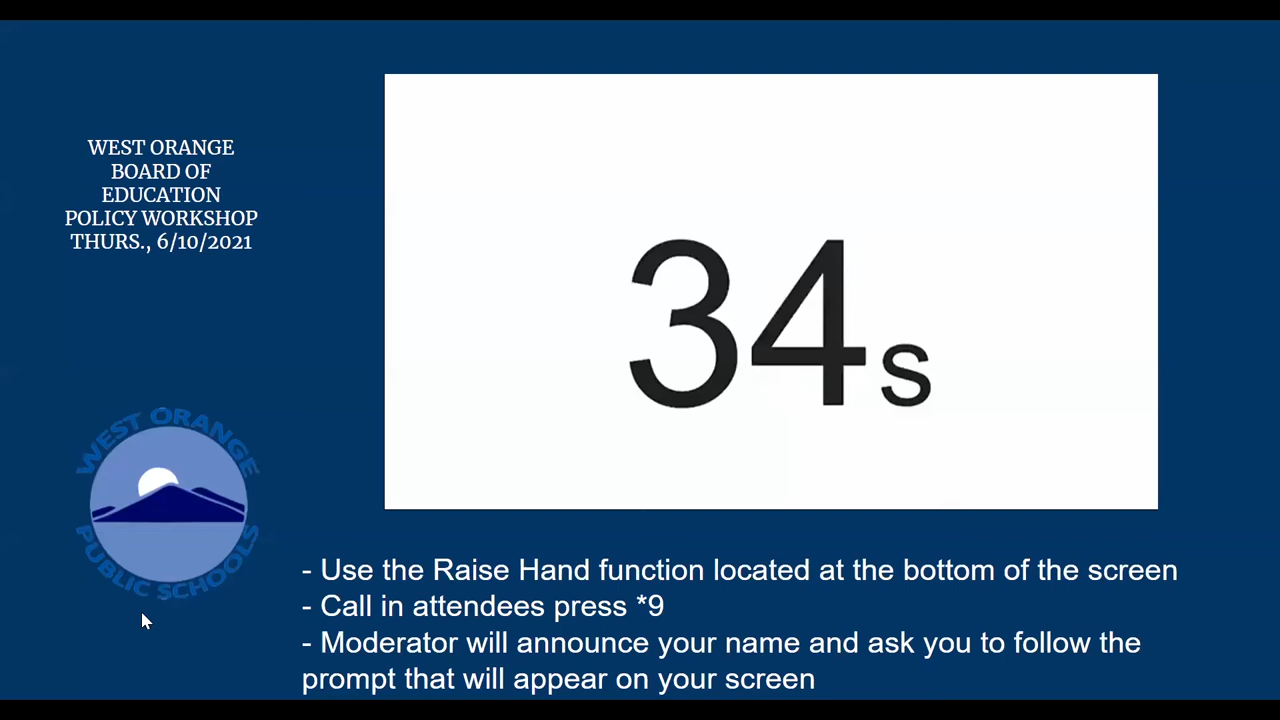 WEST ORANGE
BOARD OF
EDUCATION
POLICY WORKSHOP
THURS., 6/10/2021
34s
WEST ORANGE
PUBLIC SCHOOLS
- Use the Raise Hand function located at the bottom of the screen
- Call in attendees press *9
- Moderator will announce your name and ask you to follow the
prompt that will appear on your screen